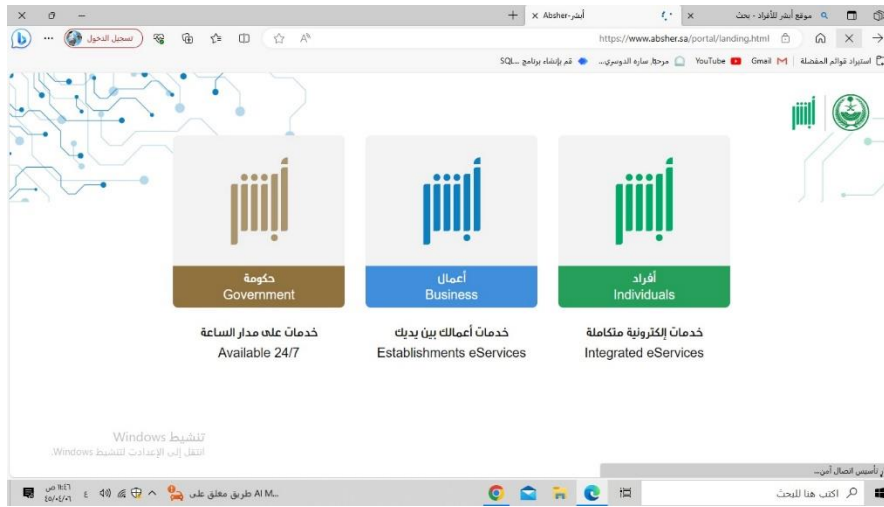 موقع أبشر للأفراد - بحث
أبشر-Absher
https://www.absher.sa/portal/landing.html
تسجيل الدخول
استيراد قوائم المفضلة
Gmail
YouTube
مرحبًا, ساره الدوسري...
قم بإنشاء برنامج ...SQL
أبشر
أبشر
أفراد
Individuals
خدمات إلكترونية متكاملة
Integrated eServices
أبشر
أعمال
Business
خدمات أعمالك بين يديك
Establishments eServices
أبشر
حكومة
Government
خدمات على مدار الساعة
Available 24/7
تنشيط Windows
انتقل إلى الإعدادات لتنشيط Windows.
تأسيس اتصال آمن...
اكتب هنا للبحث
طريق مغلق على Al M...
ع
١١:٤٦ ص